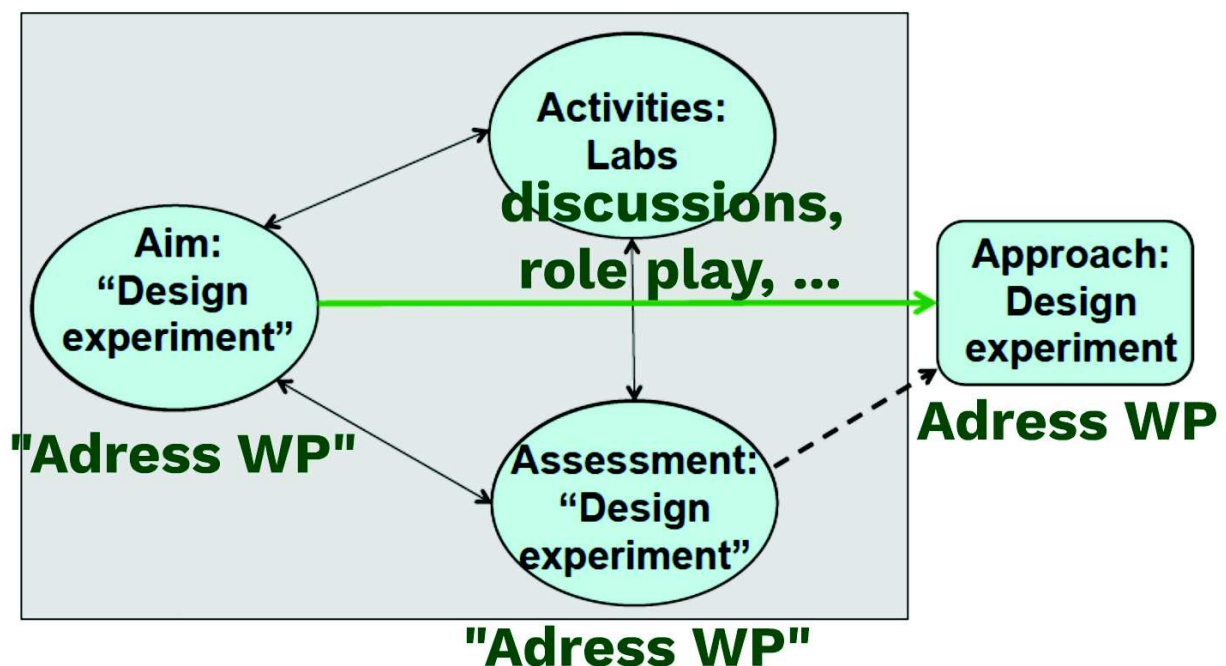 Activities:
Labs
discussions,
role play, ...
Aim:
“Design
experiment”
"Adress WP"
Approach:
Design
experiment
Adress WP
Assessment:
“Design
experiment”
"Adress WP"